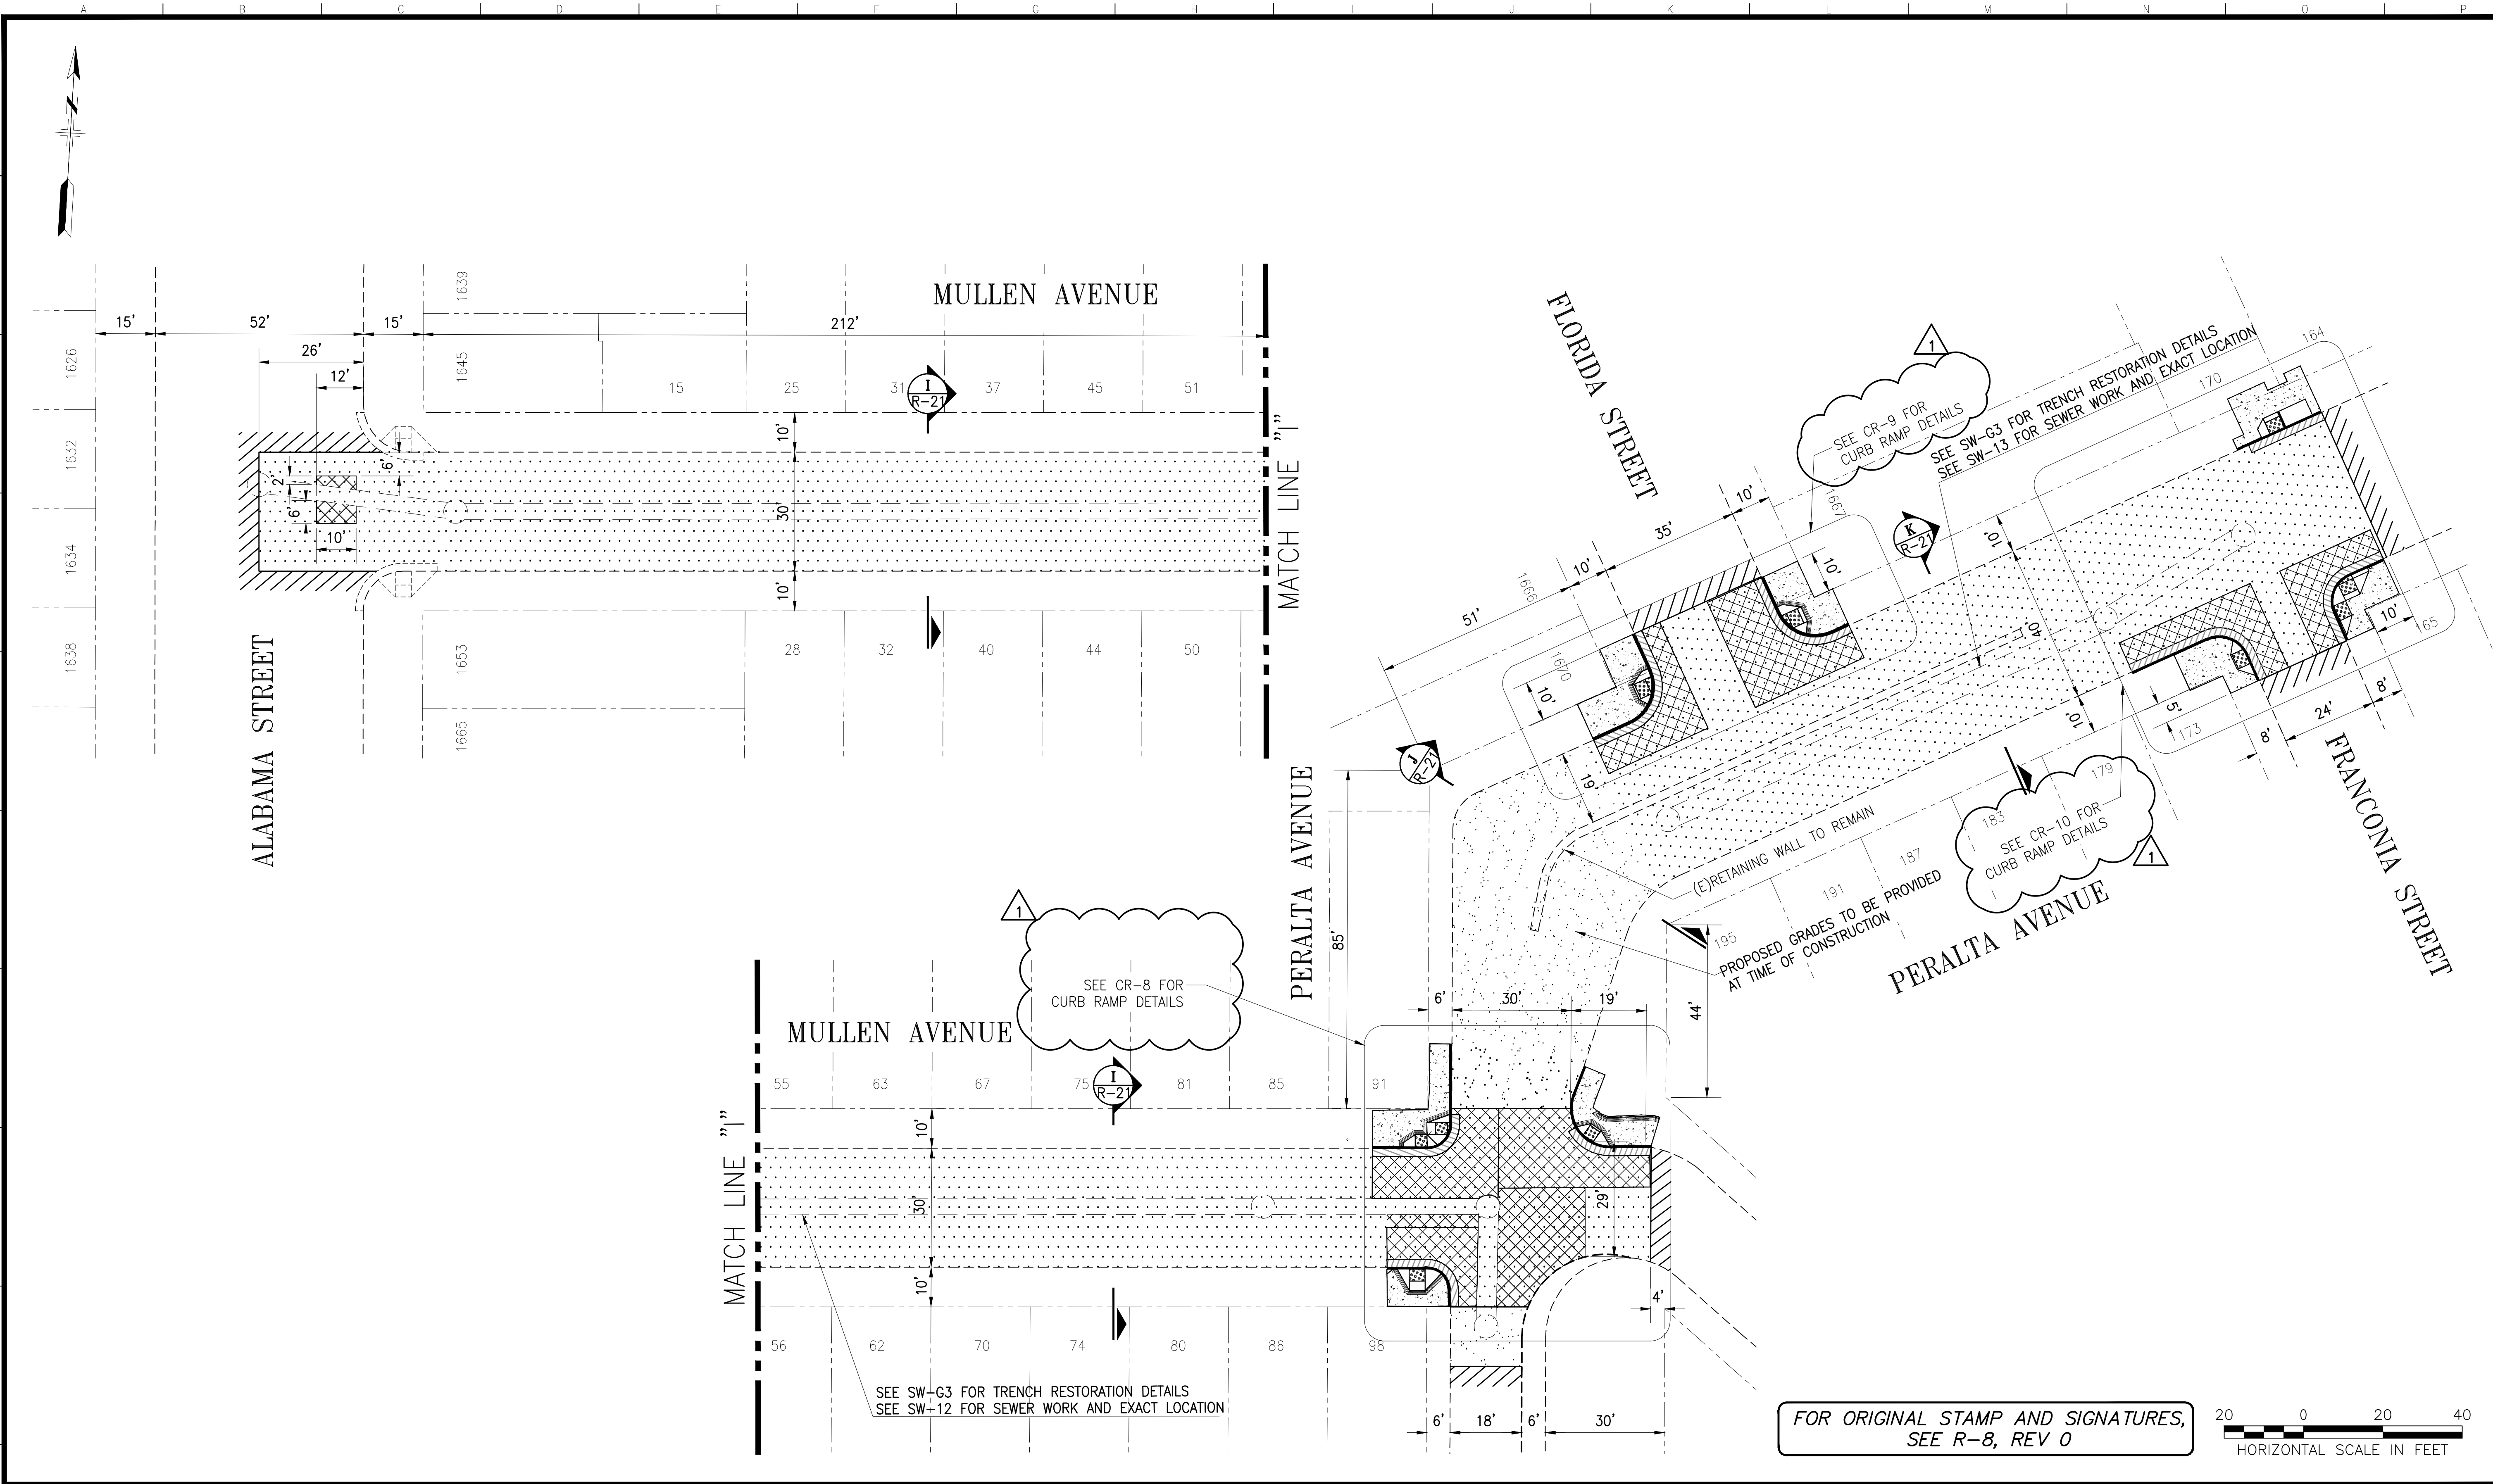 A B C D E F G H I J K L M N O P
N
MULLEN AVENUE
1639
15' 52' 15' 212'
26'
12'
1626
1645
15 25 31 37 45 51
I
R-21
10'
1632
6'
2'
6'
10'
30'
10'
1634
1638
1653
28 32 40 44 50
1665
ALABAMA STREET
MATCH LINE "I"
FLORIDA STREET
1
SEE CR-9 FOR
CURB RAMP DETAILS
SEE SW-G3 FOR TRENCH RESTORATION DETAILS
SEE SW-13 FOR SEWER WORK AND EXACT LOCATION
164
170
1667
10'
35'
10'
51'
1666
1670
10'
10'
K
R-21
10'
40'
10'
J
R-21
19'
165
10'
8'
24'
8'
5'
173
179
183
187
191
195
FRANCONIA STREET
SEE CR-10 FOR
CURB RAMP DETAILS
1
(E)RETAINING WALL TO REMAIN
PROPOSED GRADES TO BE PROVIDED
AT TIME OF CONSTRUCTION
PERALTA AVENUE
PERALTA AVENUE
85'
44'
6' 30' 19'
1
SEE CR-8 FOR
CURB RAMP DETAILS
MULLEN AVENUE
55 63 67 75 81 85 91
I
R-21
10'
30'
10'
29'
4'
MATCH LINE "I"
56 62 70 74 80 86 98
SEE SW-G3 FOR TRENCH RESTORATION DETAILS
SEE SW-12 FOR SEWER WORK AND EXACT LOCATION
6' 18' 6' 30'
FOR ORIGINAL STAMP AND SIGNATURES,
SEE R-8, REV 0
20 0 20 40
HORIZONTAL SCALE IN FEET